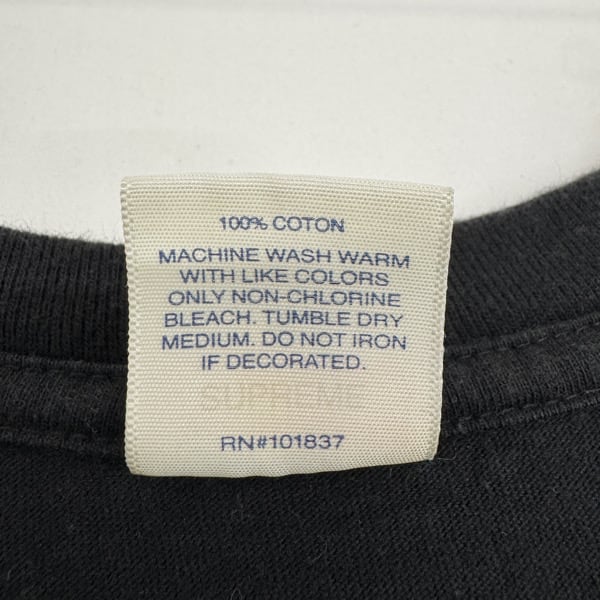 100% COTON
MACHINE WASH WARM
WITH LIKE COLORS
ONLY NON-CHLORINE
BLEACH. TUMBLE DRY
MEDIUM. DO NOT IRON
IF DECORATED.
SUPREME
RN#101837